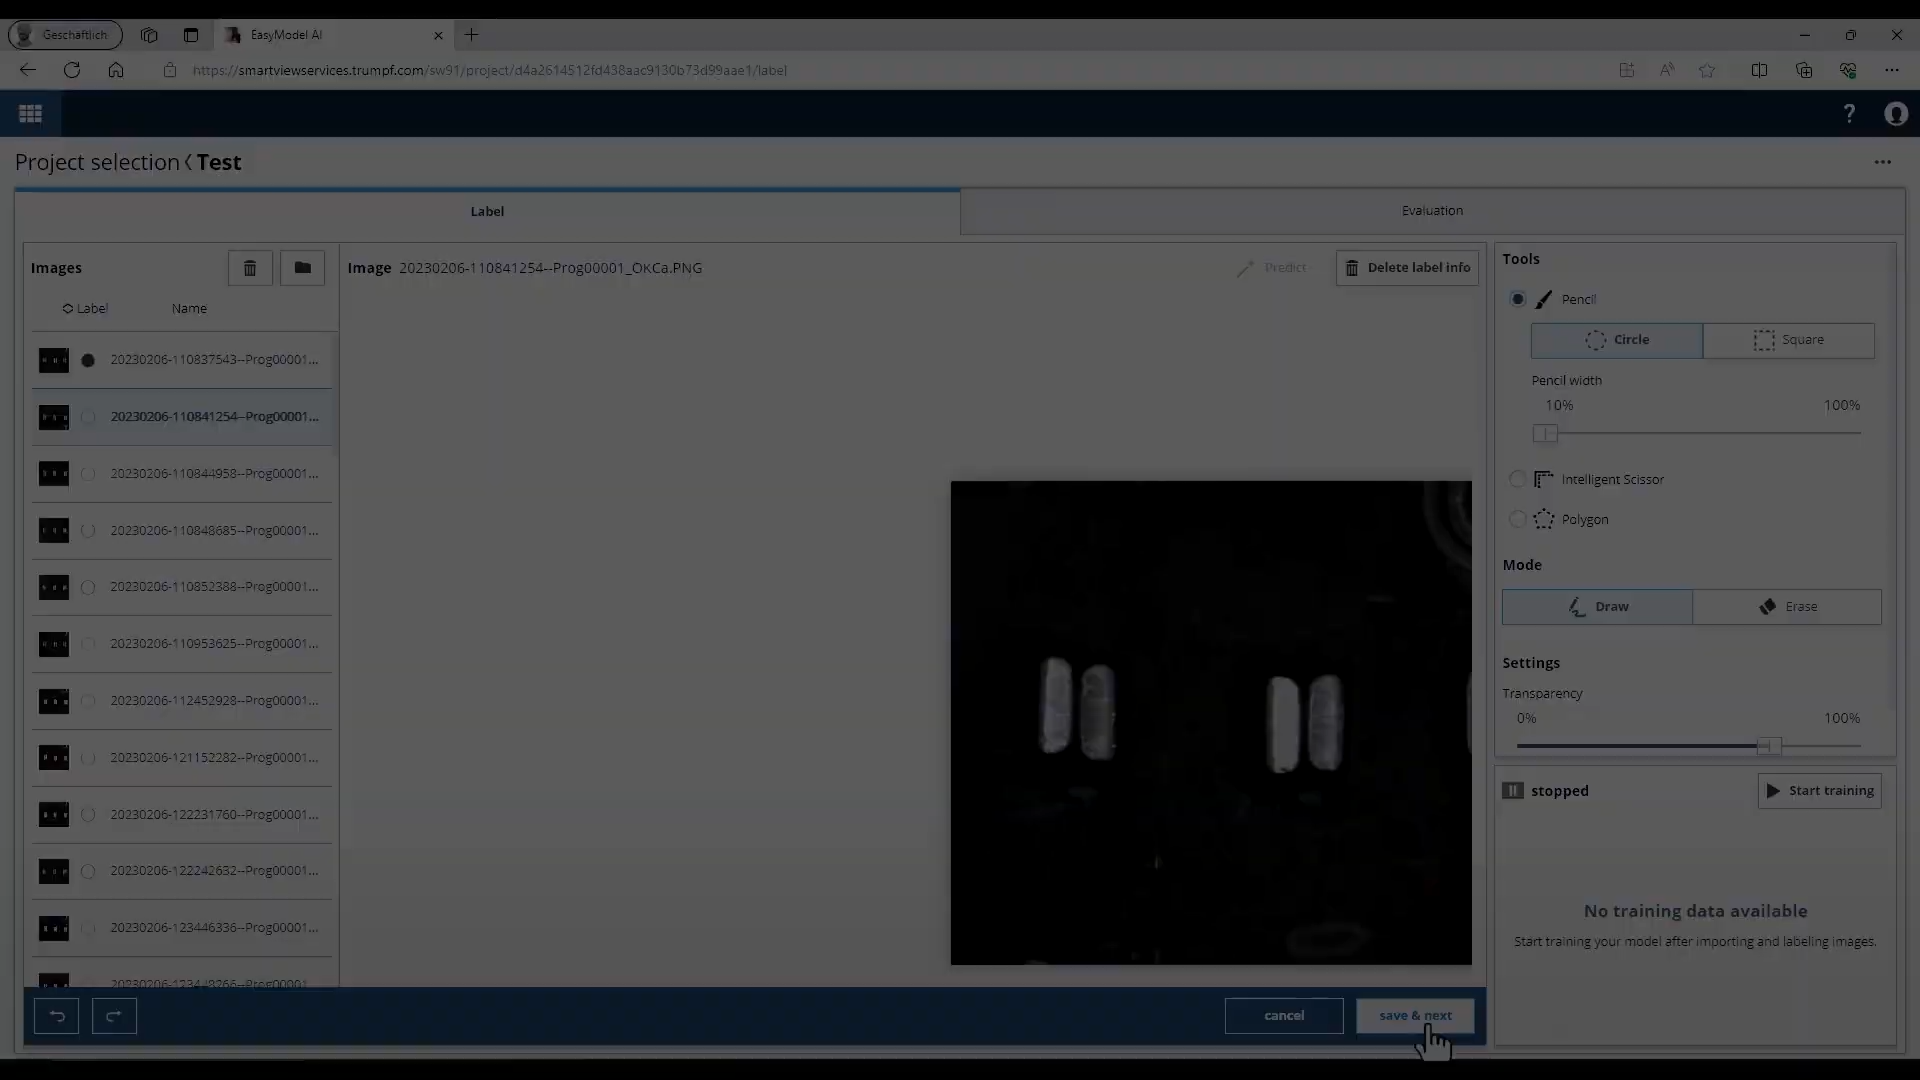 Geschäftlich
EasyModel AI
https://smartviewservices.trumpf.com/sw91/project/d4a2614512fd438aac9130b73d99aae1/label
Project selection Test
Label
Evaluation
Images
Label Name
20230206-110837543--Prog00001...
20230206-110841254--Prog00001...
20230206-110844958--Prog00001...
20230206-110848685--Prog00001...
20230206-110852388--Prog00001...
20230206-110953625--Prog00001...
20230206-112452928--Prog00001...
20230206-121152282--Prog00001...
20230206-122231760--Prog00001...
20230206-122242632--Prog00001...
20230206-123446336--Prog00001...
Image 20230206-110841254--Prog00001_OKCa.PNG
Predict
Delete label info
Tools
Pencil
Circle
Square
Pencil width
10% 100%
Intelligent Scissor
Polygon
Mode
Draw
Erase
Settings
Transparency
0% 100%
stopped
Start training
No training data available
Start training your model after importing and labeling images.
cancel
save & next